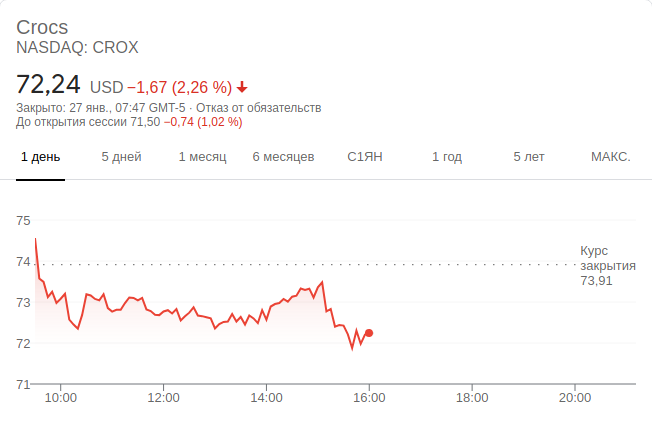 Crocs
NASDAQ: CROX
72,24 USD −1,67 (2,26 %)
Закрыто: 27 янв., 07:47 GMT-5 · Отказ от обязательств
До открытия сессии 71,50 −0,74 (1,02 %)
1 день 5 дней 1 месяц 6 месяцев С1ЯН 1 год 5 лет МАКС.
75
74
73
72
71
Курс
закрытия
73,91
10:00 12:00 14:00 16:00 18:00 20:00